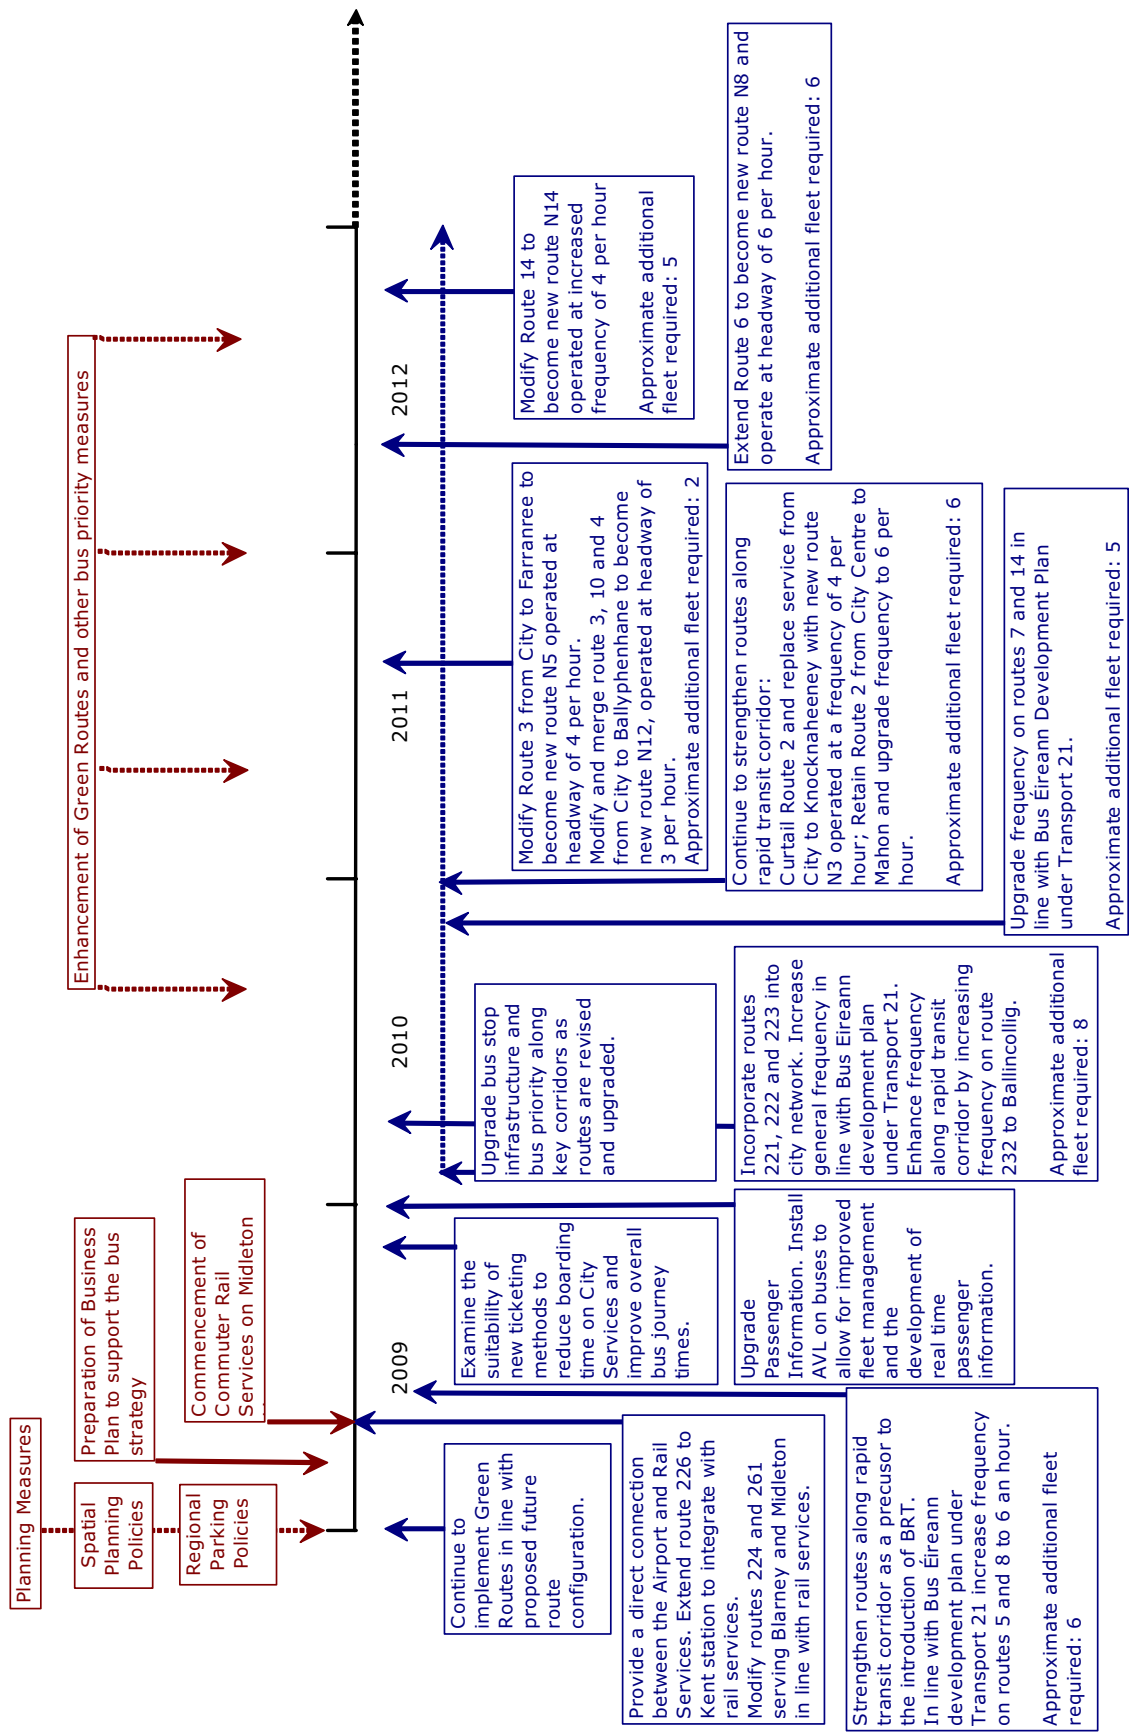 Planning Measures
Spatial
Planning
Policies
Regional
Parking
Policies
Preparation of Business
Plan to support the bus
strategy
Commencement of
Commuter Rail
Services on Midleton
Enhancement of Green Routes and other bus priority measures
2009
2010
2011
2012
Continue to
implement Green
Routes in line with
proposed future
route
configuration.
Provide a direct connection
between the Airport and Rail
Services. Extend route 226 to
Kent station to integrate with
rail services.
Modify routes 224 and 261
serving Blarney and Midleton
in line with rail services.
Strengthen routes along rapid
transit corridor as a precusor to
the introduction of BRT.
In line with Bus Éireann
development plan under
Transport 21 increase frequency
on routes 5 and 8 to 6 an hour.
Approximate additional fleet
required: 6
Examine the
suitability of
new ticketing
methods to
reduce boarding
time on City
Services and
improve overall
bus journey
times.
Upgrade
Passenger
Information. Install
AVL on buses to
allow for improved
fleet management
and the
development of
real time
passenger
information.
Upgrade bus stop
infrastructure and
bus priority along
key corridors as
routes are revised
and upgraded.
Incorporate routes
221, 222 and 223 into
city network. Increase
general frequency in
line with Bus Eireann
development plan
under Transport 21.
Enhance frequency
along rapid transit
corridor by increasing
frequency on route
232 to Ballincollig.
Approximate additional
fleet required: 8
Modify Route 3 from City to Farranree to
become new route N5 operated at
headway of 4 per hour.
Modify and merge route 3, 10 and 4
from City to Ballyphenhane to become
new route N12, operated at headway of
3 per hour.
Approximate additional fleet required: 2
Continue to strengthen routes along
rapid transit corridor:
Curtail Route 2 and replace service from
City to Knocknaheeney with new route
N3 operated at a frequency of 4 per
hour; Retain Route 2 from City Centre to
Mahon and upgrade frequency to 6 per
hour.
Approximate additional fleet required: 6
Upgrade frequency on routes 7 and 14 in
line with Bus Éireann Development Plan
under Transport 21.
Approximate additional fleet required: 5
Modify Route 14 to
become new route N14
operated at increased
frequency of 4 per hour
Approximate additional
fleet required: 5
Extend Route 6 to become new route N8 and
operate at headway of 6 per hour.
Approximate additional fleet required: 6